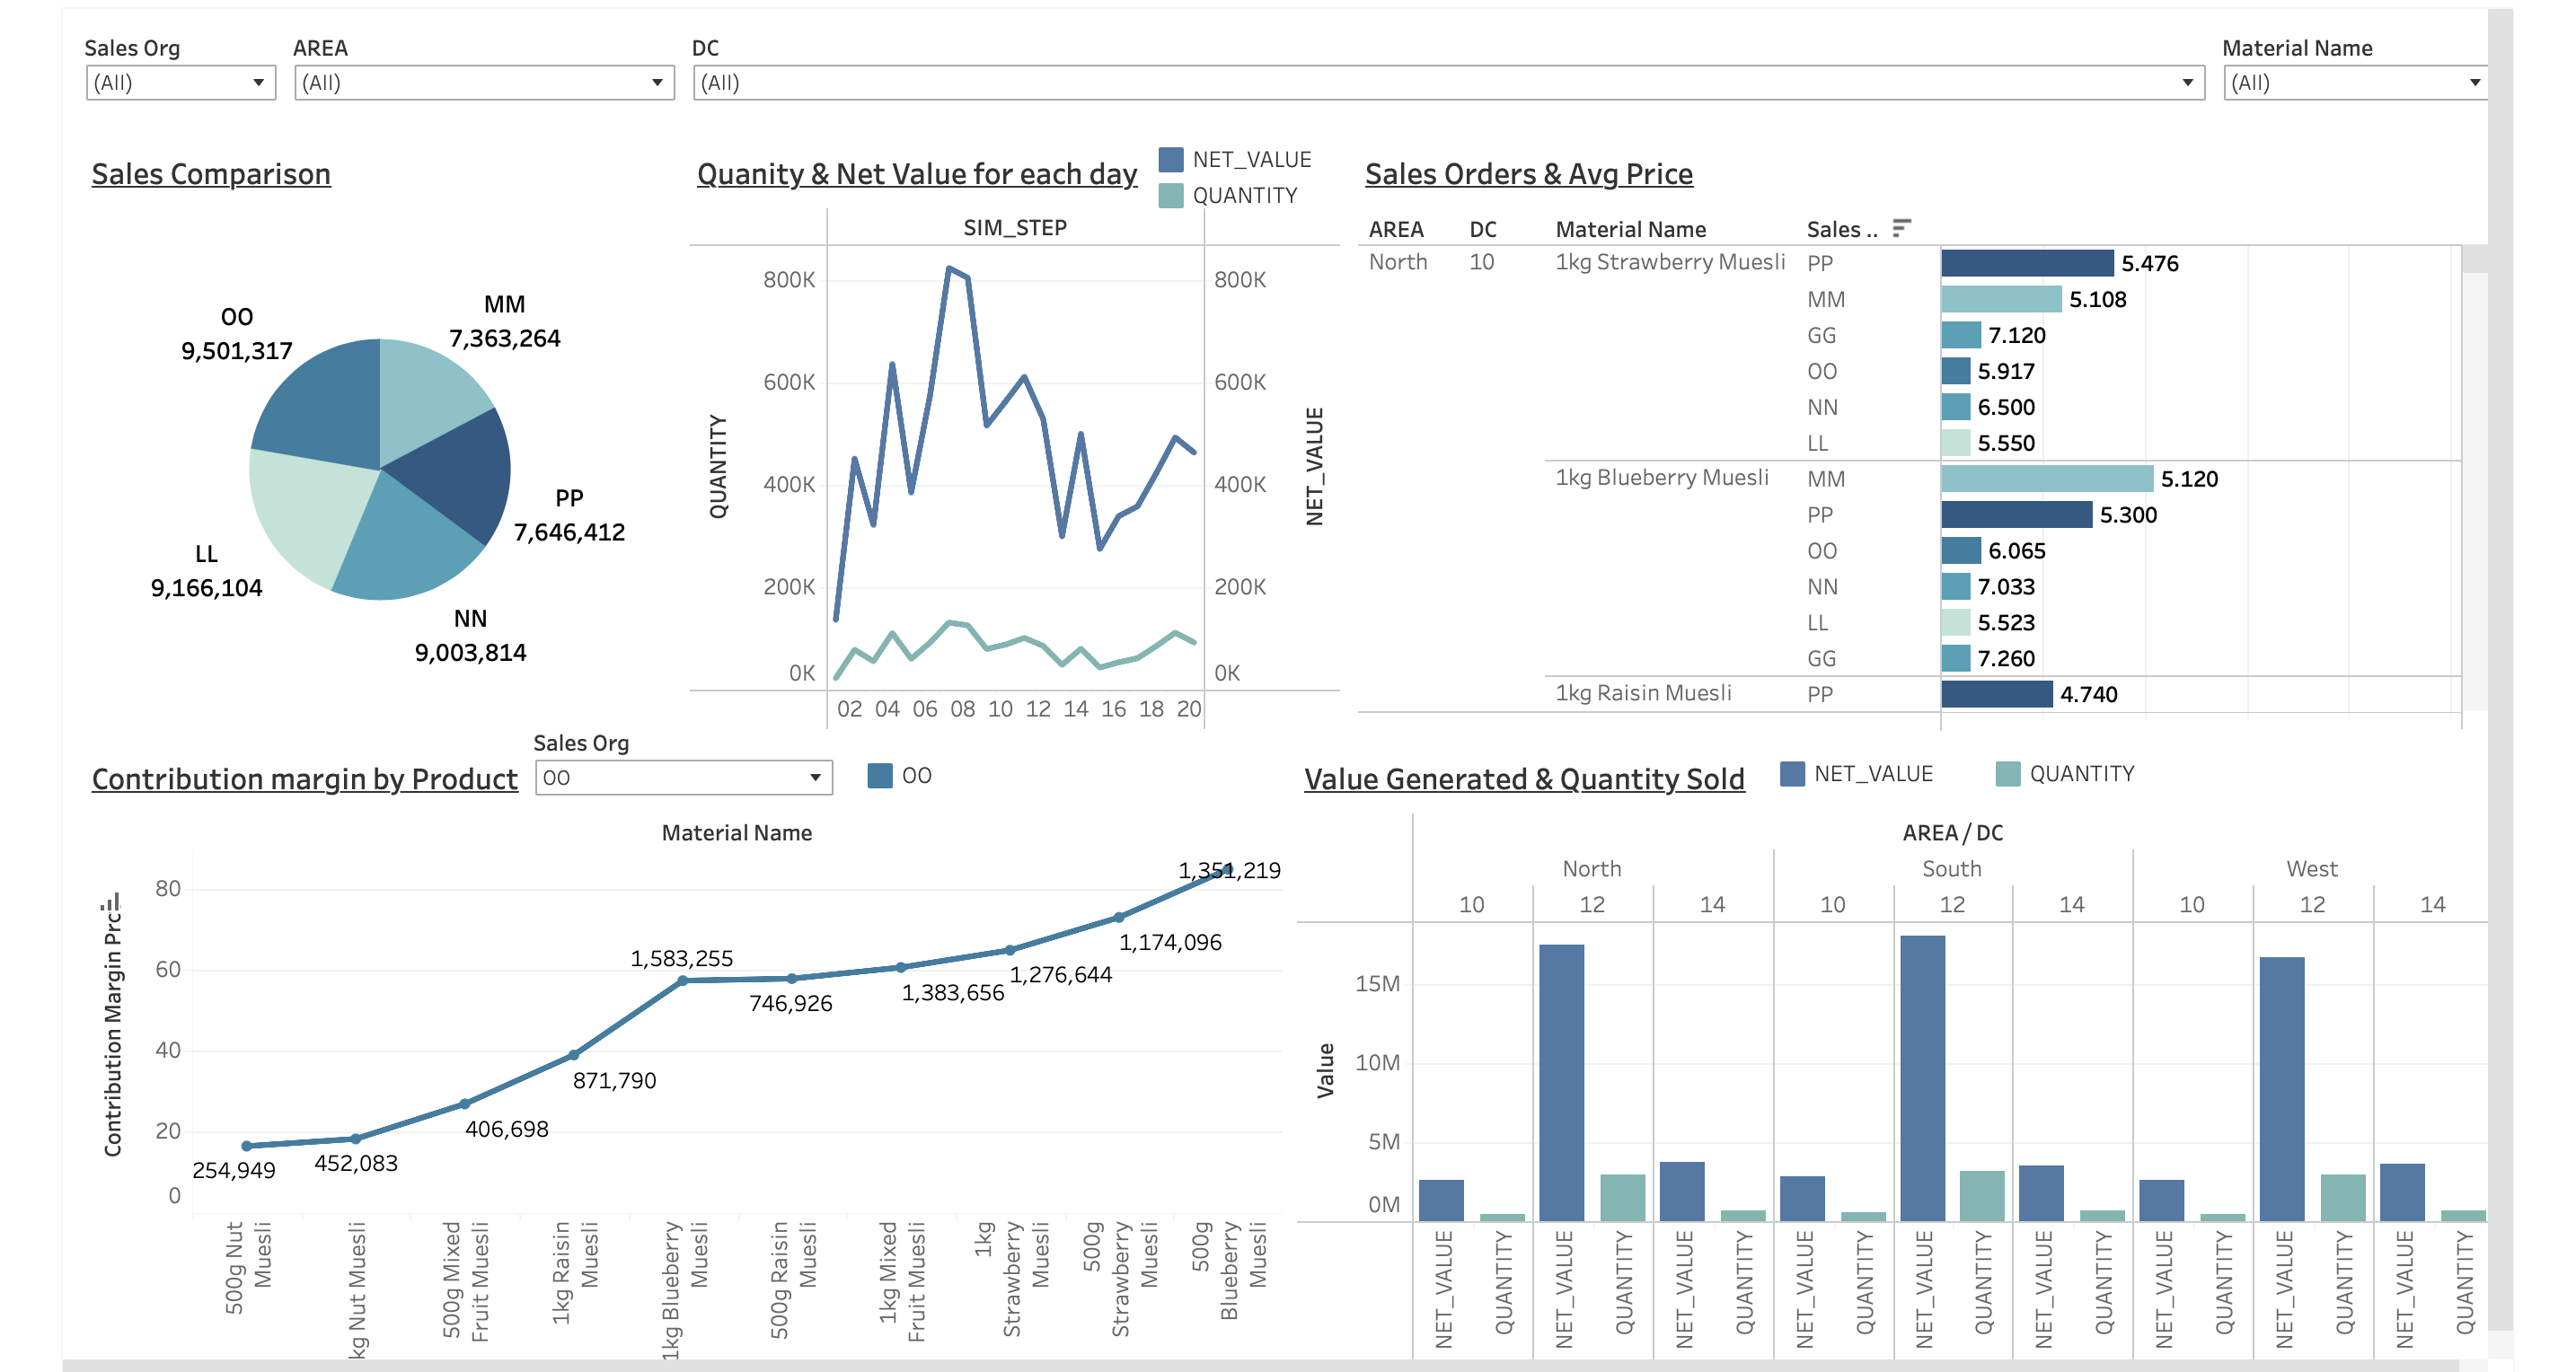 Sales Org
AREA
DC
Material Name
(All)
(All)
(All)
(All)
Sales Comparison
OO
9,501,317
MM
7,363,264
PP
7,646,412
LL
9,166,104
NN
9,003,814
Quanity & Net Value for each day
NET_VALUE
QUANTITY
SIM_STEP
QUANTITY
800K
600K
400K
200K
0K
800K
600K
400K
200K
0K
NET_VALUE
02 04 06 08 10 12 14 16 18 20
Sales Orders & Avg Price
AREA DC Material Name Sales ..
North 10 1kg Strawberry Muesli PP 5.476
MM 5.108
GG 7.120
OO 5.917
NN 6.500
LL 5.550
1kg Blueberry Muesli MM 5.120
PP 5.300
OO 6.065
NN 7.033
LL 5.523
GG 7.260
1kg Raisin Muesli PP 4.740
Contribution margin by Product
Sales Org
OO
OO
Material Name
Contribution Margin Prc
80
60
40
20
0
254,949
452,083
406,698
871,790
1,583,255
746,926
1,383,656
1,276,644
1,174,096
1,351,219
500g Nut
Muesli
kg Nut Muesli
500g Mixed
Fruit Muesli
1kg Raisin
Muesli
1kg Blueberry
Muesli
500g Raisin
Muesli
1kg Mixed
Fruit Muesli
1kg
Strawberry
Muesli
500g
Strawberry
Muesli
500g
Blueberry
Muesli
Value Generated & Quantity Sold
NET_VALUE
QUANTITY
AREA / DC
North South West
10 12 14 10 12 14 10 12 14
Value
15M
10M
5M
0M
NET_VALUE
QUANTITY
NET_VALUE
QUANTITY
NET_VALUE
QUANTITY
NET_VALUE
QUANTITY
NET_VALUE
QUANTITY
NET_VALUE
QUANTITY
NET_VALUE
QUANTITY
NET_VALUE
QUANTITY
NET_VALUE
QUANTITY